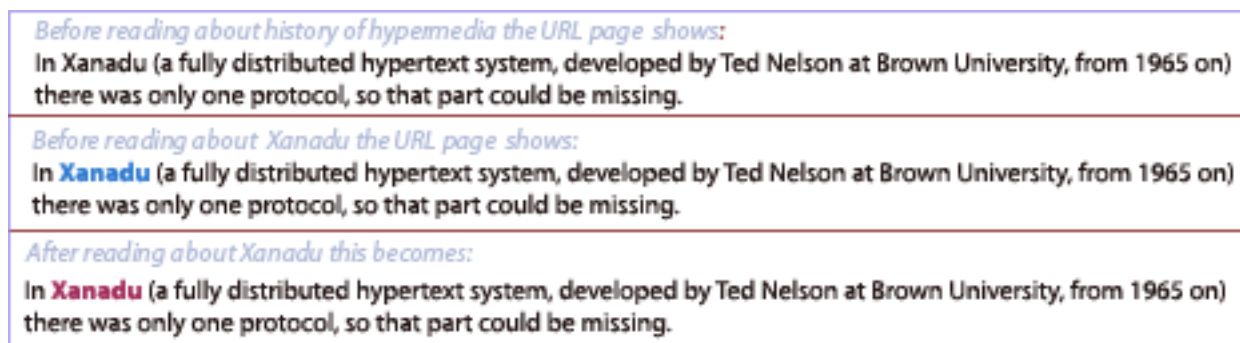 Before reading about history of hypermedia the URL page shows:
In Xanadu (a fully distributed hypertext system, developed by Ted Nelson at Brown University, from 1965 on)
there was only one protocol, so that part could be missing.
Before reading about Xanadu the URL page shows:
In Xanadu (a fully distributed hypertext system, developed by Ted Nelson at Brown University, from 1965 on)
there was only one protocol, so that part could be missing.
After reading about Xanadu this becomes:
In Xanadu (a fully distributed hypertext system, developed by Ted Nelson at Brown University, from 1965 on)
there was only one protocol, so that part could be missing.